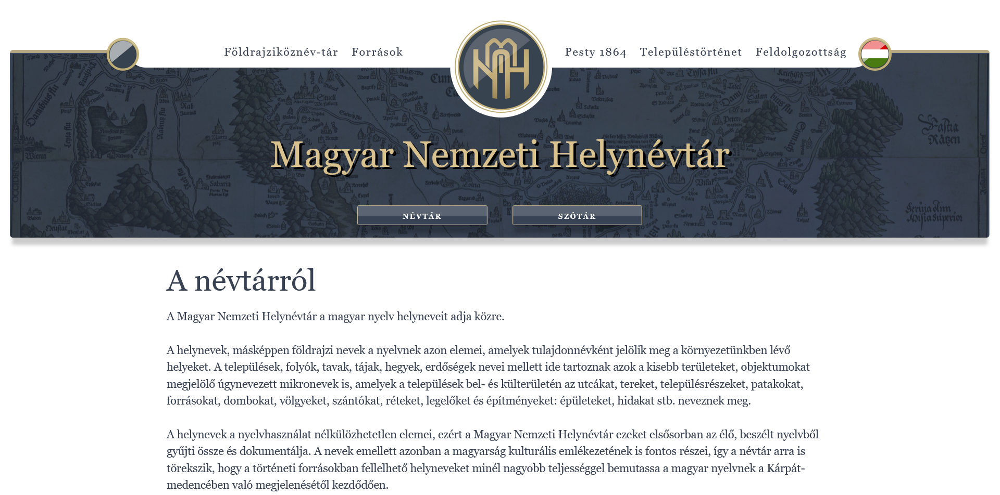 Földrajziköznév-tár Források Pesty 1864 Településtörténet Feldolgozottság
Magyar Nemzeti Helynévtár
NÉVTÁR SZÓTÁR
A névtárról
A Magyar Nemzeti Helynévtár a magyar nyelv helyneveit adja közre.
A helynevek, másképpen földrajzi nevek a nyelvnek azon elemei, amelyek tulajdonnévként jelölik meg a környezetünkben lévő
helyeket. A települések, folyók, tavak, tájak, hegyek, erdőségek nevei mellett ide tartoznak azok a kisebb területeket, objektumokat
megjelölő úgynevezett mikronevek is, amelyek a települések bel- és külterületén az utcákat, tereket, településrészeket, patakokat,
forrásokat, dombokat, völgyeket, szántókat, réteket, legelőket és építményeket: épületeket, hidakat stb. neveznek meg.
A helynevek a nyelvhasználat nélkülözhetetlen elemei, ezért a Magyar Nemzeti Helynévtár ezeket elsősorban az élő, beszélt nyelvből
gyűjti össze és dokumentálja. A nevek emellett azonban a magyarság kulturális emlékezetének is fontos részei, így a névtár arra is
törekszik, hogy a történeti forrásokban fellelhető helyneveket minél nagyobb teljességgel bemutassa a magyar nyelvnek a Kárpát-
medencében való megjelenésétől kezdődően.